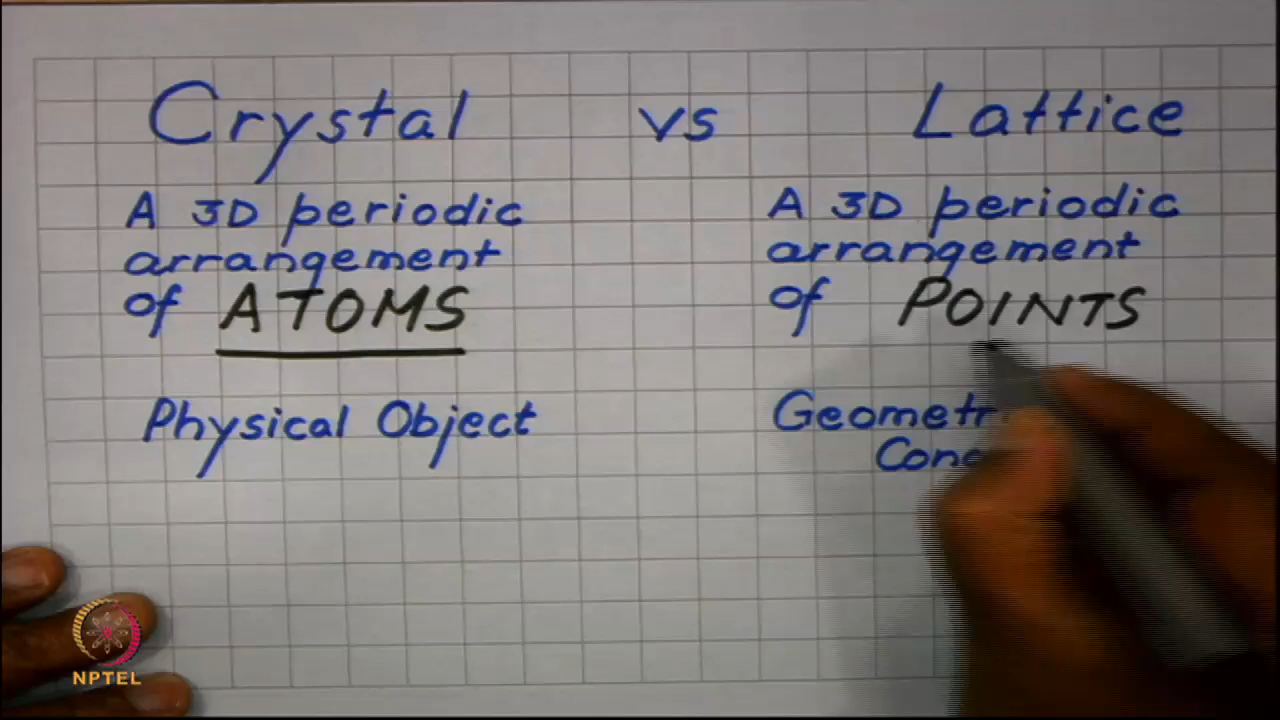 Crystal vs Lattice
A 3D periodic
arrangement
of ATOMS
Physical Object
A 3D periodic
arrangement
of POINTS
NPTEL